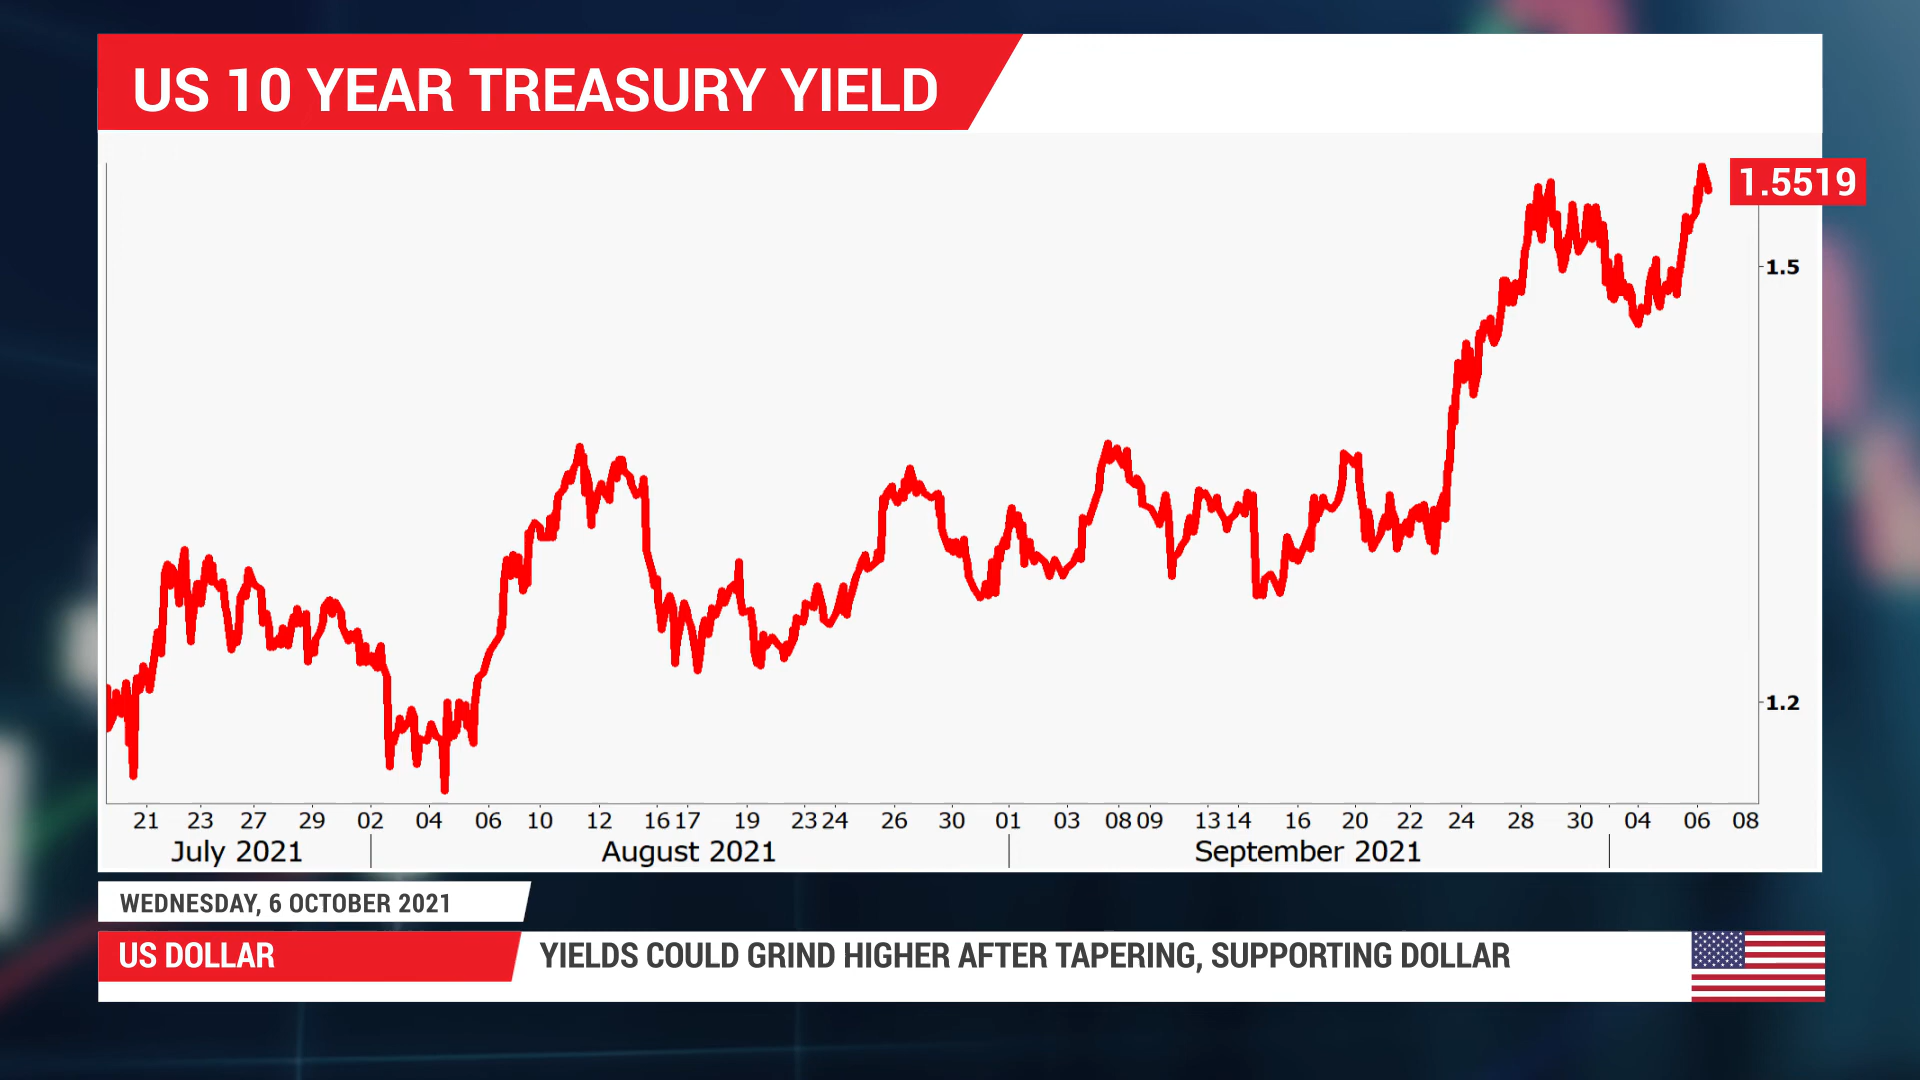 US 10 YEAR TREASURY YIELD
1.5519
1.5
1.2
21 23 27 29 02 04 06 10 12 16 17 19 23 24 26 30 01 03 08 09 13 14 16 20 22 24 28 30 04 06 08
July 2021 August 2021 September 2021
WEDNESDAY, 6 OCTOBER 2021
US DOLLAR YIELDS COULD GRIND HIGHER AFTER TAPERING, SUPPORTING DOLLAR